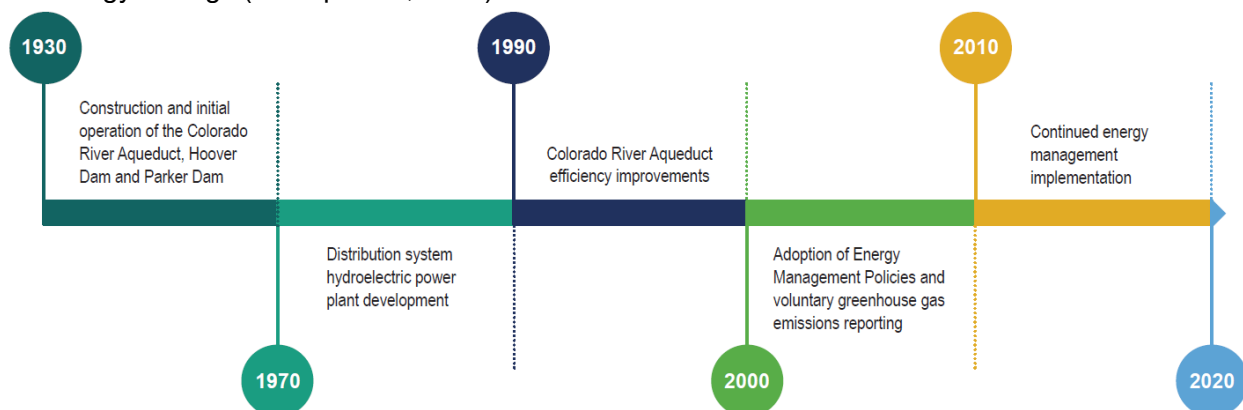 1930
1990
2010
Construction and initial
operation of the Colorado
River Aqueduct, Hoover
Dam and Parker Dam
Colorado River Aqueduct
efficiency improvements
Continued energy
management
implementation
Distribution system
hydroelectric power
plant development
Adoption of Energy
Management Policies and
voluntary greenhouse gas
emissions reporting
1970
2000
2020